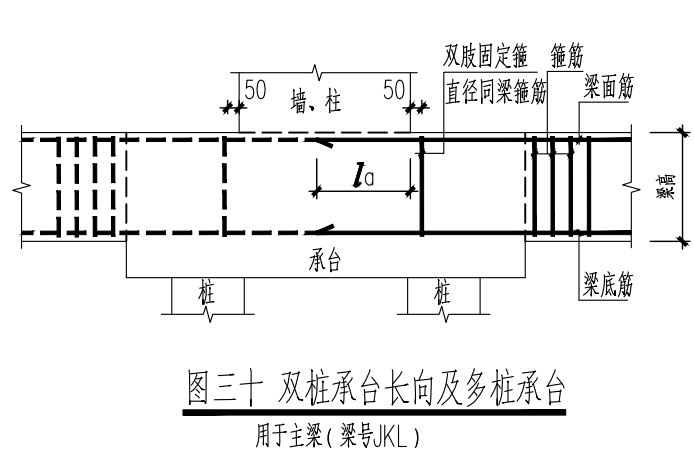 双肢固定箍
箍筋
50
墙、柱
50
直径同梁箍筋
梁面筋
la
梁高
承台
桩
桩
梁底筋
图三十 双桩承台长向及多桩承台
用于主梁(梁号JKL)